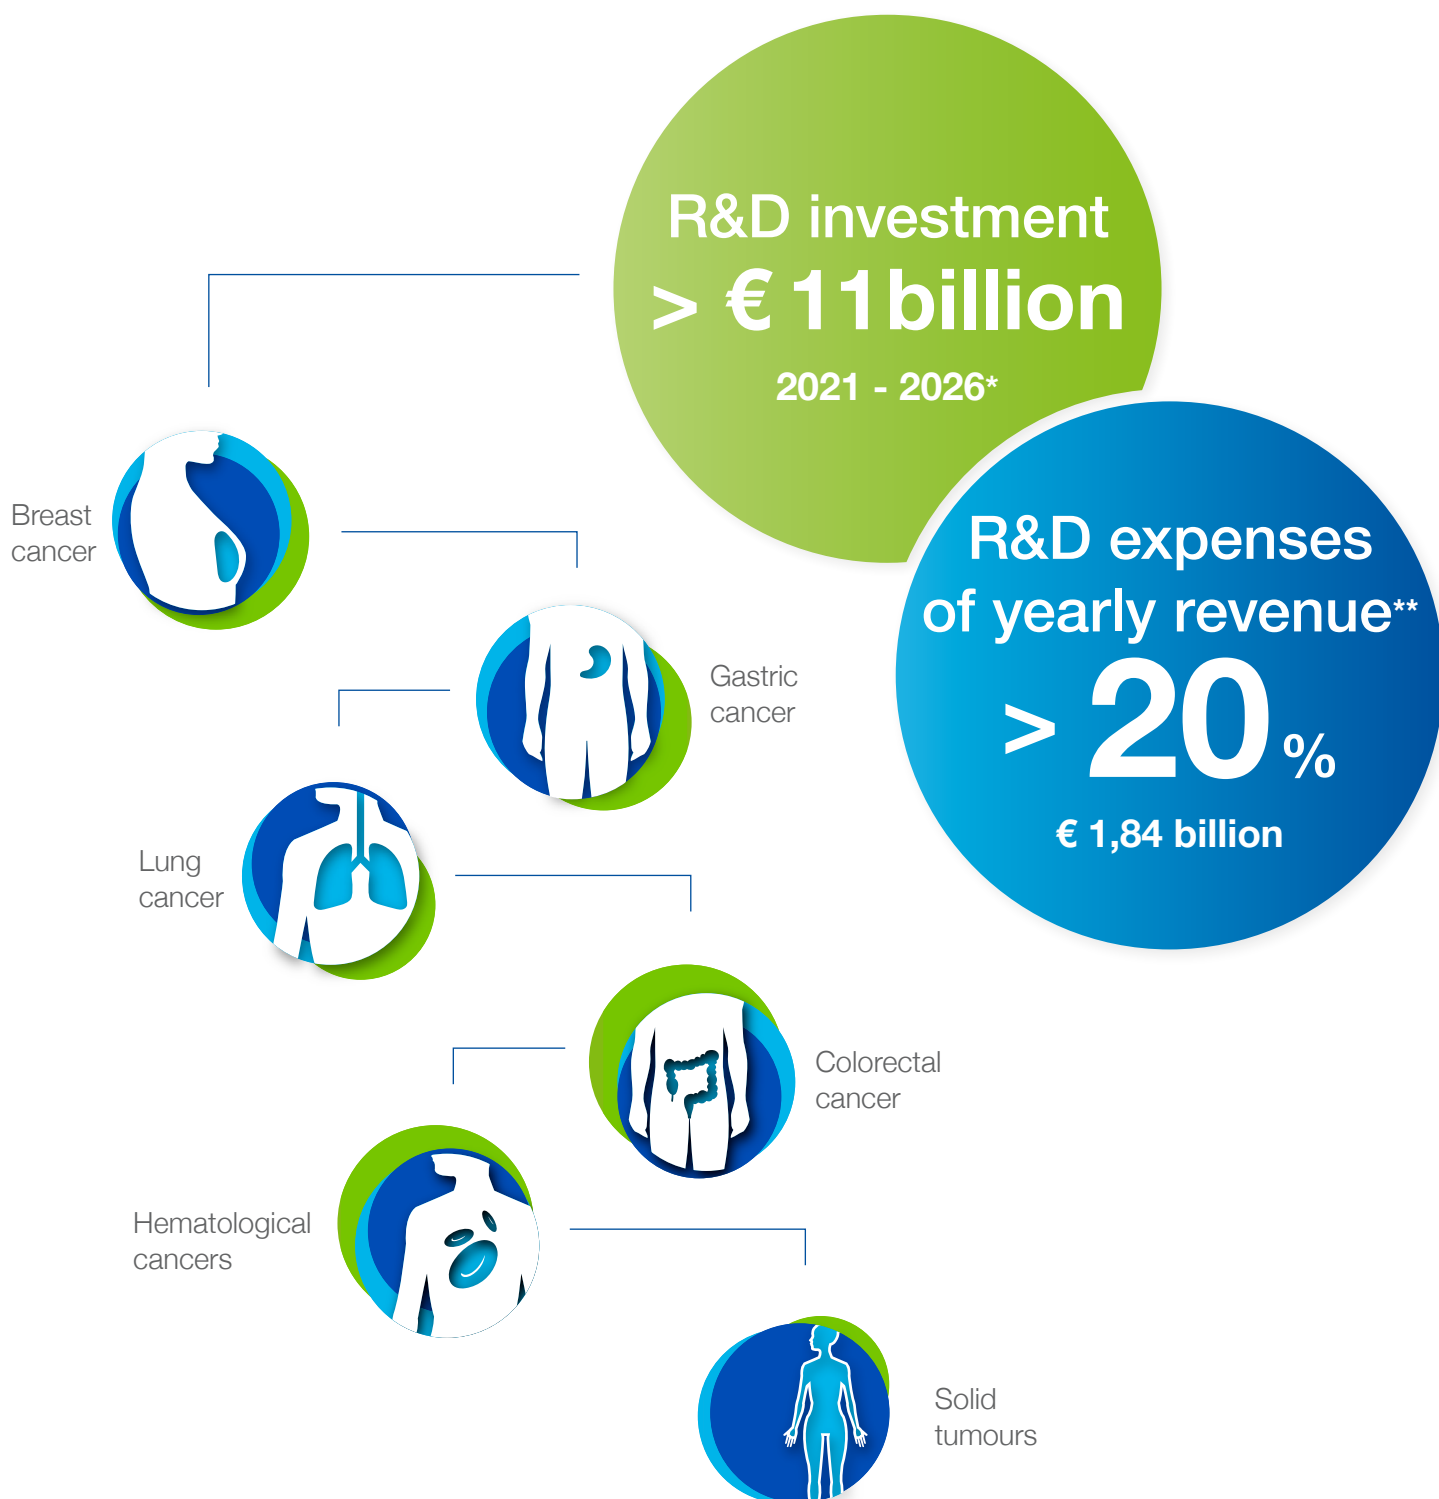 R&D investment
> € 11 billion
2021 - 2026*
R&D expenses
of yearly revenue**
> 20 %
€ 1,84 billion
Breast
cancer
Gastric
cancer
Lung
cancer
Colorectal
cancer
Hematological
cancers
Solid
tumours